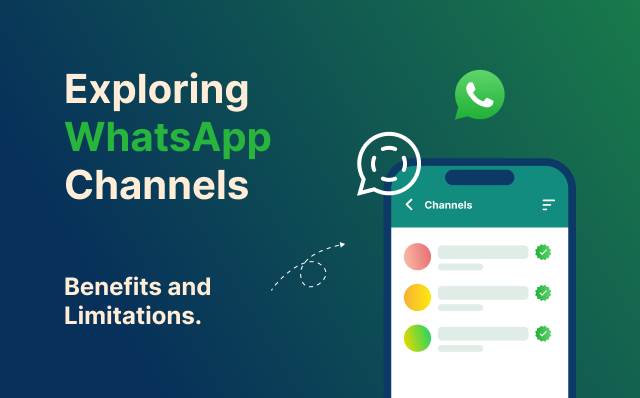 Exploring
WhatsApp
Channels
Channels
Benefits and
Limitations.